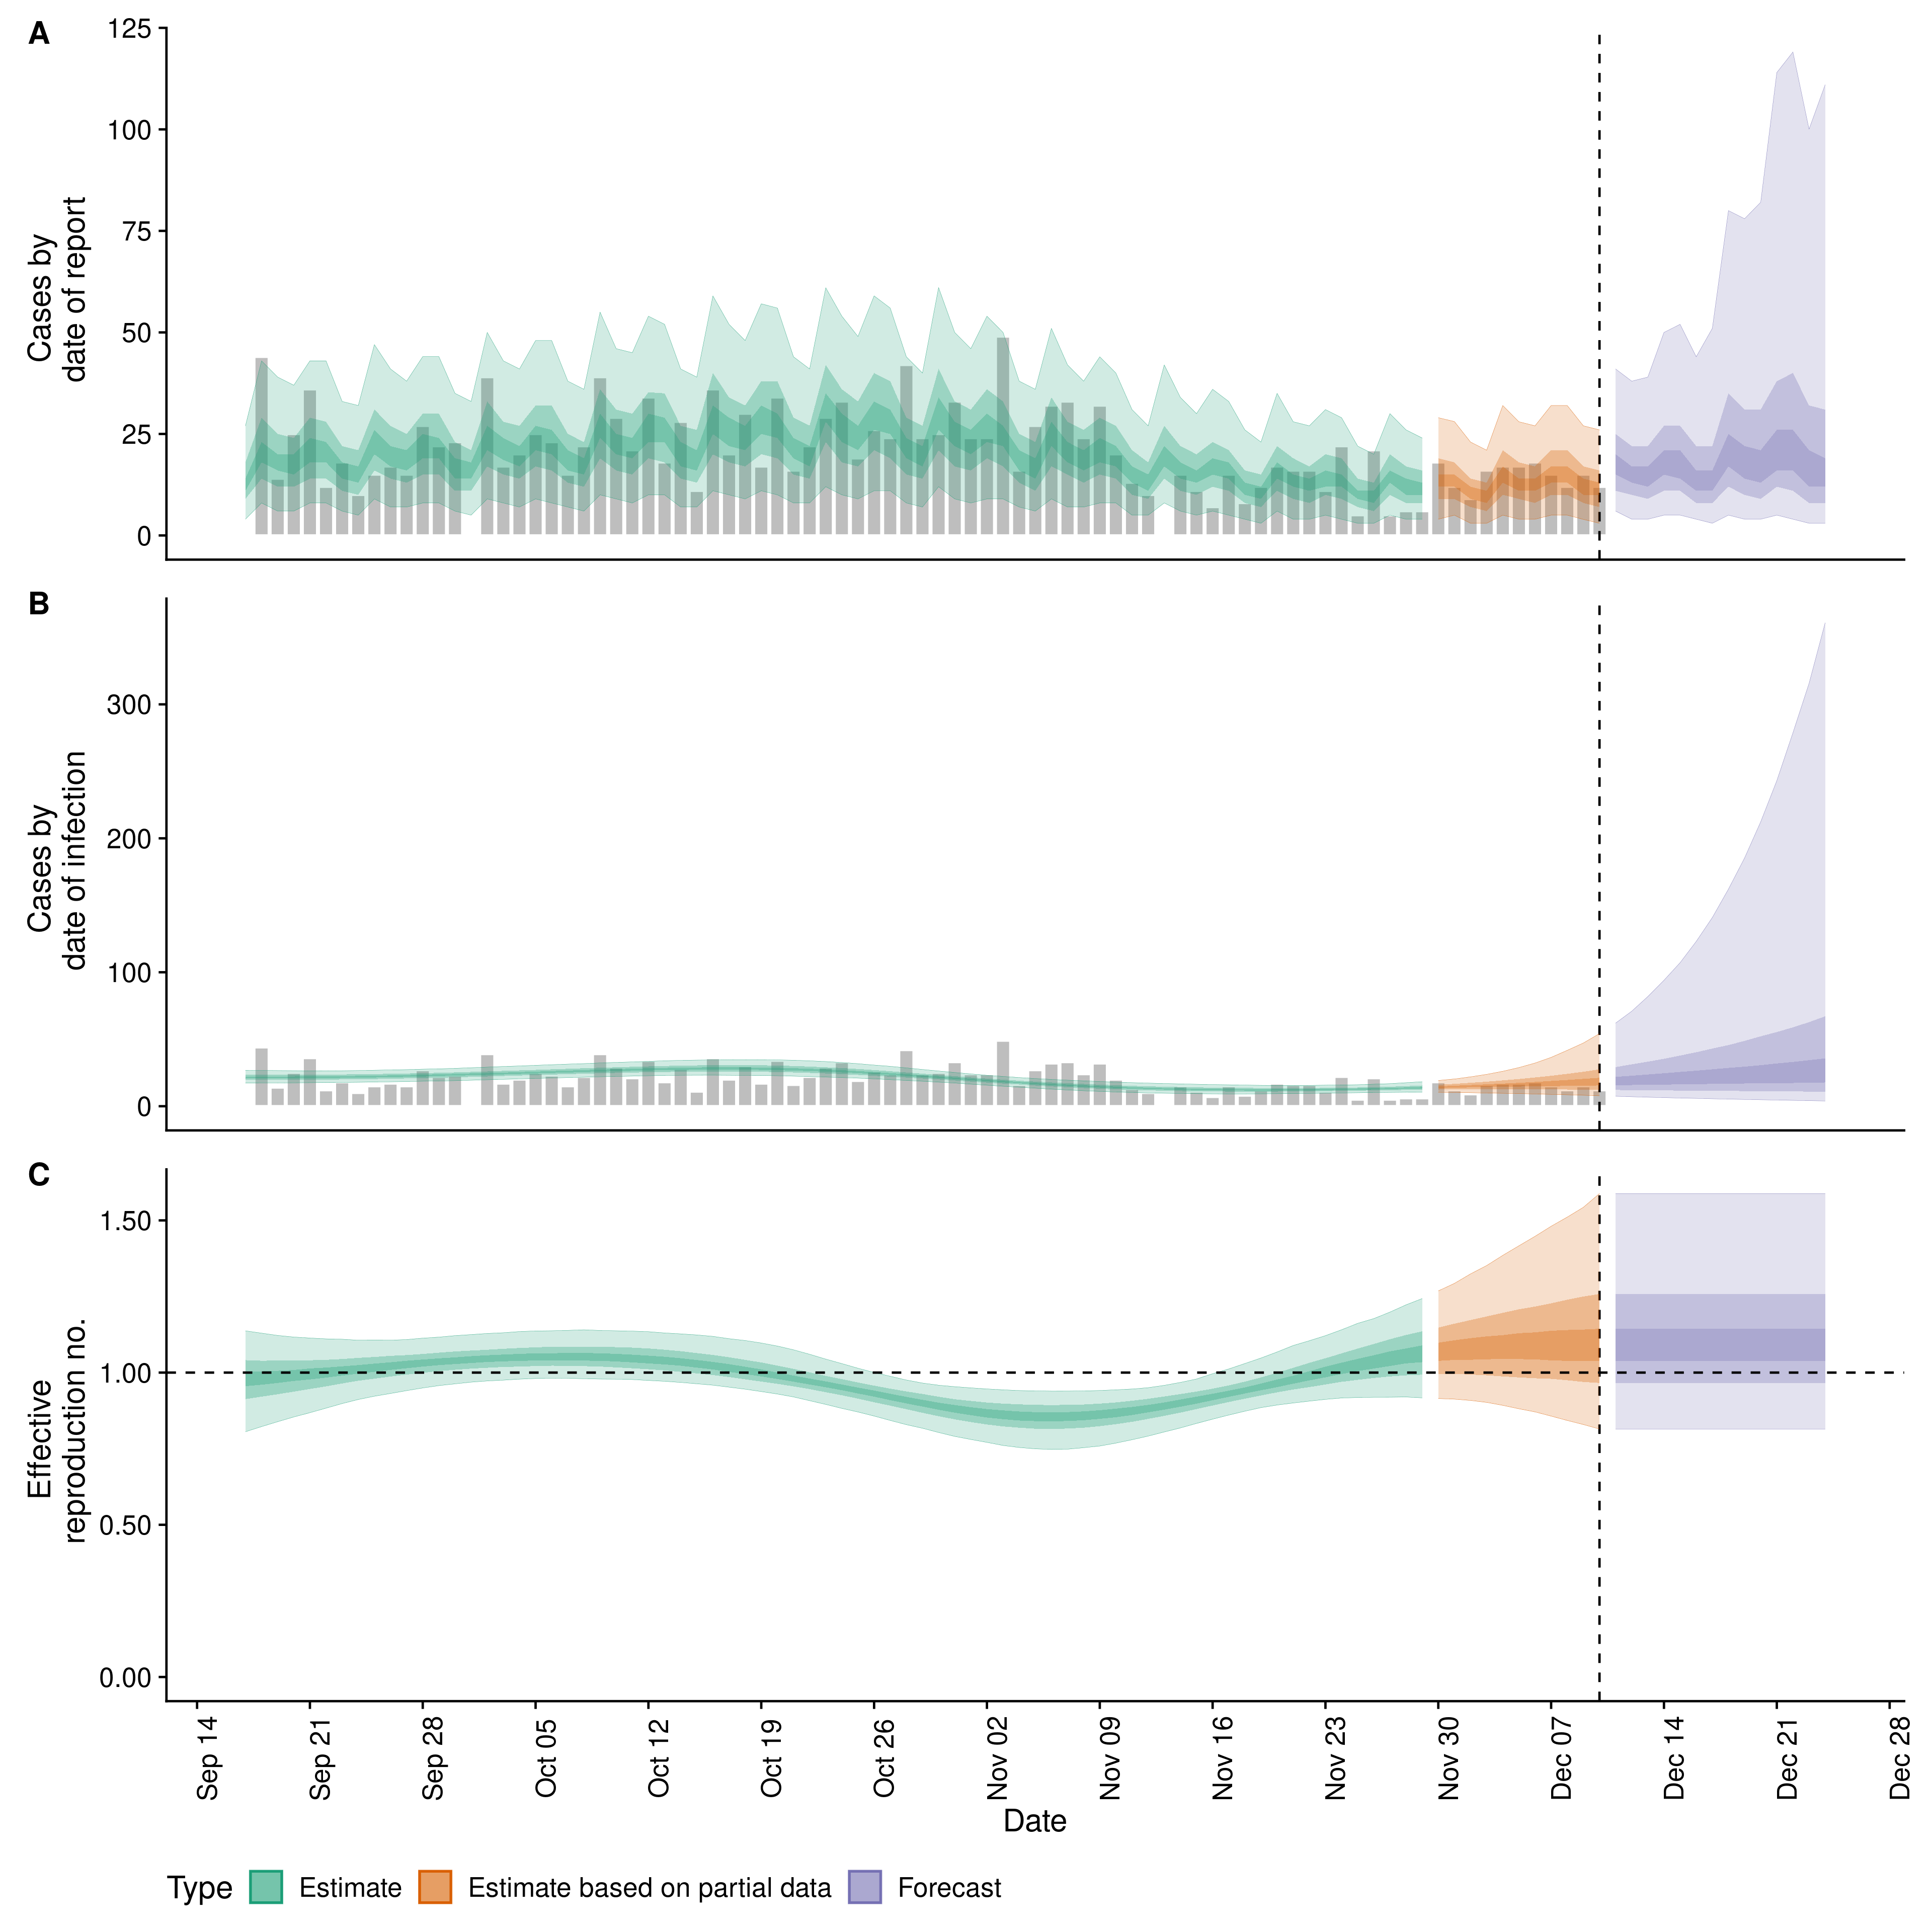 A
Cases by
date of report
125
100
75
50
25
0
B
Cases by
date of infection
300
200
100
0
C
Effective
reproduction no.
1.50
1.00
0.50
0.00
Sep 14
Sep 21
Sep 28
Oct 05
Oct 12
Oct 19
Oct 26
Nov 02
Nov 09
Nov 16
Nov 23
Nov 30
Dec 07
Dec 14
Dec 21
Dec 28
Date
Type Estimate Estimate based on partial data Forecast